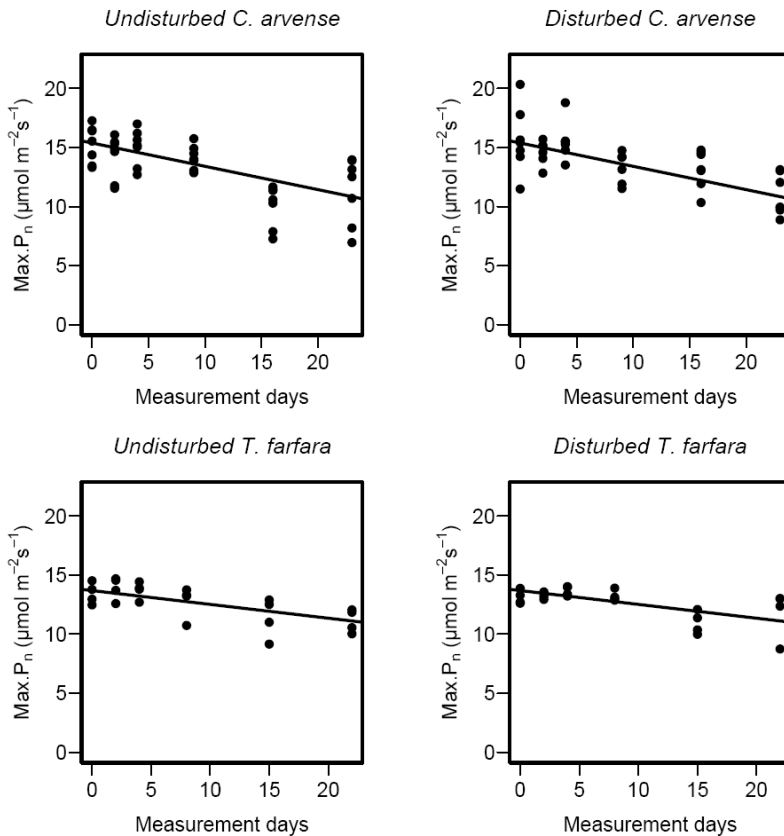 Undisturbed C. arvense
Max.Pn (μmol m−2s−1)
20
15
10
5
0
0 5 10 15 20
Measurement days
Disturbed C. arvense
Max.Pn (μmol m−2s−1)
20
15
10
5
0
0 5 10 15 20
Measurement days
Undisturbed T. farfara
Max.Pn (μmol m−2s−1)
20
15
10
5
0
0 5 10 15 20
Measurement days
Disturbed T. farfara
Max.Pn (μmol m−2s−1)
20
15
10
5
0
0 5 10 15 20
Measurement days